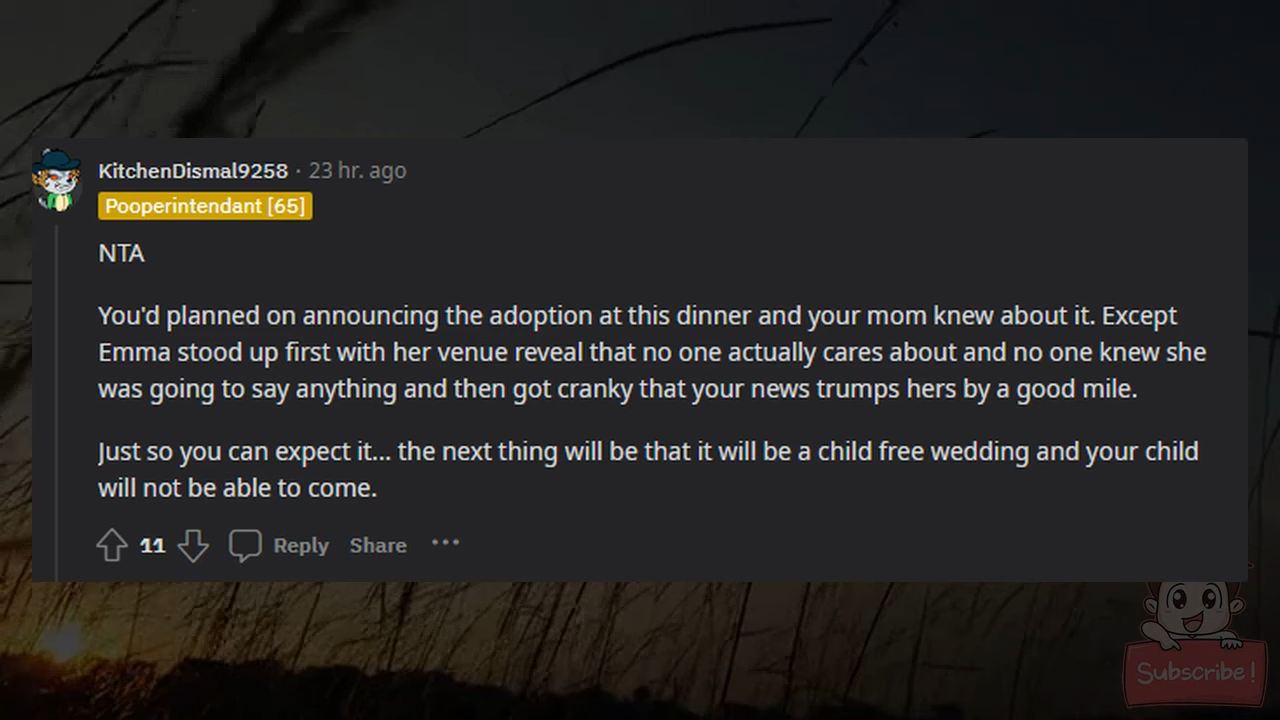 KitchenDismal9258 · 23 hr. ago
Pooperintendant [65]
NTA
You'd planned on announcing the adoption at this dinner and your mom knew about it. Except
Emma stood up first with her venue reveal that no one actually cares about and no one knew she
was going to say anything and then got cranky that your news trumps hers by a good mile.
Just so you can expect it... the next thing will be that it will be a child free wedding and your child
will not be able to come.
11 Reply Share ...
Subscribe!